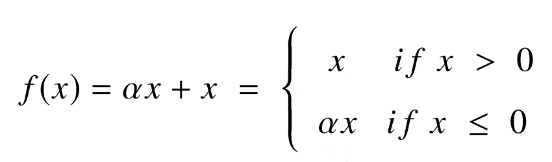 x if x > 0
f(x) = αx + x = {
αx if x ≤ 0